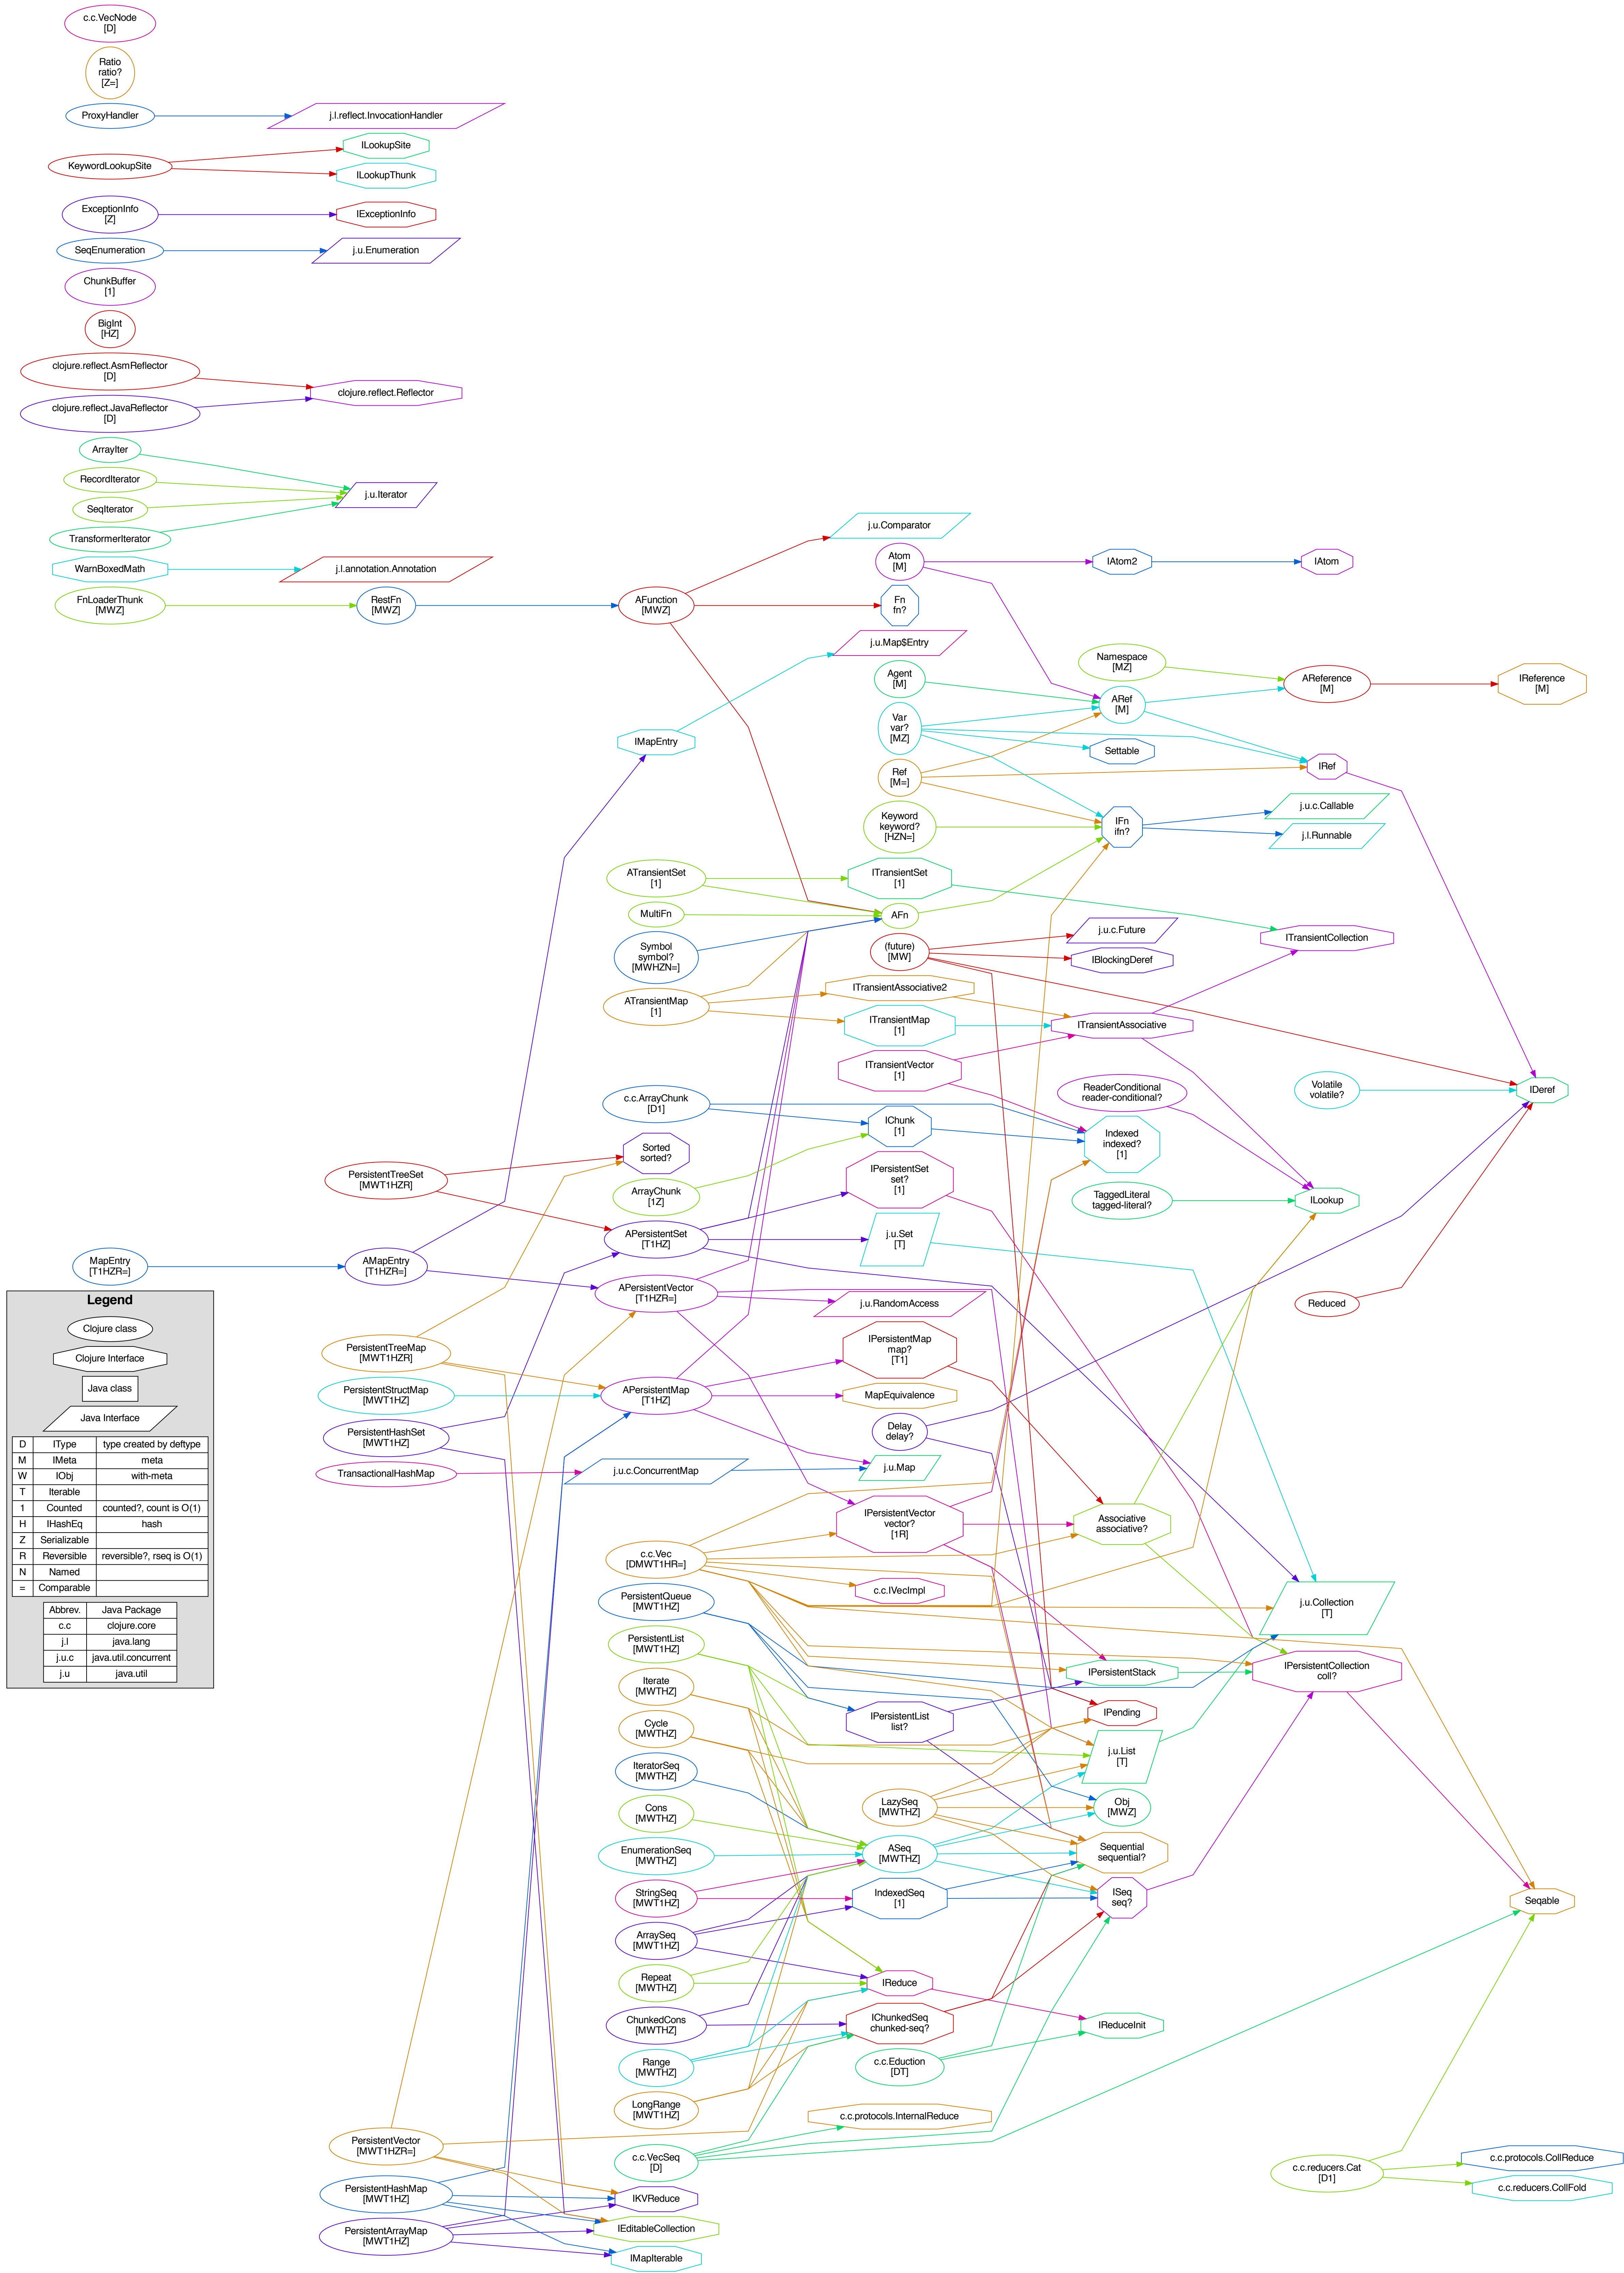 c.c.VecNode
[D]
Ratio
ratio?
[Z=]
ProxyHandler
j.l.reflect.InvocationHandler
KeywordLookupSite
ILookupSite
ILookupThunk
ExceptionInfo
[Z]
IExceptionInfo
SeqEnumeration
j.u.Enumeration
ChunkBuffer
[1]
BigInt
[HZ]
clojure.reflect.AsmReflector
[D]
clojure.reflect.Reflector
clojure.reflect.JavaReflector
[D]
ArrayIter
RecordIterator
j.u.Iterator
SeqIterator
TransformerIterator
WarnBoxedMath
j.l.annotation.Annotation
FnLoaderThunk
[MWZ]
RestFn
[MWZ]
AFunction
[MWZ]
j.u.Comparator
Atom
[M]
IAtom2
IAtom
Fn
fn?
j.u.Map$Entry
IMapEntry
Agent
[M]
Var
var?
[MZ]
Ref
[M=]
Keyword
keyword?
[HZN=]
Namespace
[MZ]
ARef
[M]
Settable
IFn
ifn?
AReference
[M]
IReference
[M]
IRef
j.u.c.Callable
j.l.Runnable
ATransientSet
[1]
MultiFn
Symbol
symbol?
[MWHZN=]
ATransientMap
[1]
ITransientSet
[1]
AFn
(future)
[MW]
ITransientAssociative2
ITransientMap
[1]
ITransientVector
[1]
j.u.c.Future
IBlockingDeref
ITransientCollection
ITransientAssociative
ReaderConditional
reader-conditional?
Volatile
volatile?
IDeref
c.c.ArrayChunk
[D1]
IChunk
[1]
Indexed
indexed?
[1]
Sorted
sorted?
ArrayChunk
[1Z]
IPersistentSet
set?
[1]
TaggedLiteral
tagged-literal?
ILookup
PersistentTreeSet
[MWT1HZR]
APersistentSet
[T1HZ]
j.u.Set
[T]
MapEntry
[T1HZR=]
AMapEntry
[T1HZR=]
APersistentVector
[T1HZR=]
j.u.RandomAccess
Reduced
Legend
Clojure class
Clojure Interface
Java class
Java Interface
D IType type created by deftype
M IMeta meta
W IObj with-meta
T Iterable
1 Counted counted?, count is O(1)
H IHashEq hash
Z Serializable
R Reversible reversible?, rseq is O(1)
N Named
= Comparable
Abbrev. Java Package
c.c clojure.core
j.l java.lang
j.u.c java.util.concurrent
j.u java.util
PersistentTreeMap
[MWT1HZR]
PersistentStructMap
[MWT1HZ]
PersistentHashSet
[MWT1HZ]
TransactionalHashMap
APersistentMap
[T1HZ]
j.u.c.ConcurrentMap
IPersistentMap
map?
[T1]
MapEquivalence
Delay
delay?
j.u.Map
IPersistentVector
vector?
[1R]
Associative
associative?
c.c.Vec
[DMWT1HR=]
c.c.IVecImpl
j.u.Collection
[T]
PersistentQueue
[MWT1HZ]
PersistentList
[MWT1HZ]
Iterate
[MWTHZ]
Cycle
[MWTHZ]
IteratorSeq
[MWTHZ]
Cons
[MWTHZ]
EnumerationSeq
[MWTHZ]
StringSeq
[MWT1HZ]
ArraySeq
[MWT1HZ]
Repeat
[MWTHZ]
ChunkedCons
[MWTHZ]
Range
[MWTHZ]
LongRange
[MWT1HZ]
c.c.VecSeq
[D]
IPersistentStack
IPersistentCollection
coll?
IPersistentList
list?
IPending
j.u.List
[T]
LazySeq
[MWTHZ]
Obj
[MWZ]
ASeq
[MWTHZ]
Sequential
sequential?
IndexedSeq
[1]
ISeq
seq?
Seqable
IReduce
IChunkedSeq
chunked-seq?
IReduceInit
c.c.Eduction
[DT]
c.c.protocols.InternalReduce
PersistentVector
[MWT1HZR=]
PersistentHashMap
[MWT1HZ]
PersistentArrayMap
[MWT1HZ]
IKVReduce
IEditableCollection
IMapIterable
c.c.reducers.Cat
[D1]
c.c.protocols.CollReduce
c.c.reducers.CollFold